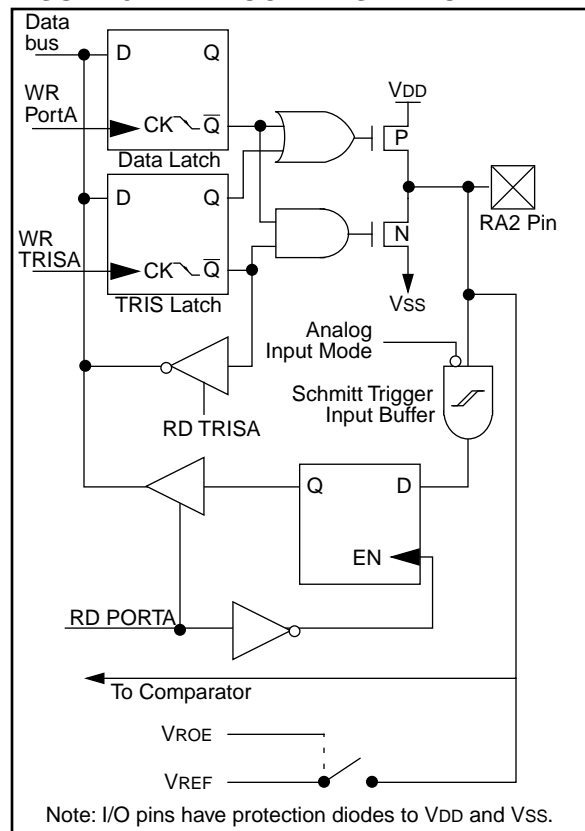 Data
bus
D Q
VDD
WR
PortA
CK Q
P
Data Latch
D Q
RA2 Pin
WR
TRISA
N
CK Q
TRIS Latch
VSS
Analog
Input Mode
Schmitt Trigger
Input Buffer
RD TRISA
Q D
EN
RD PORTA
To Comparator
VROE
VREF
Note: I/O pins have protection diodes to VDD and VSS.